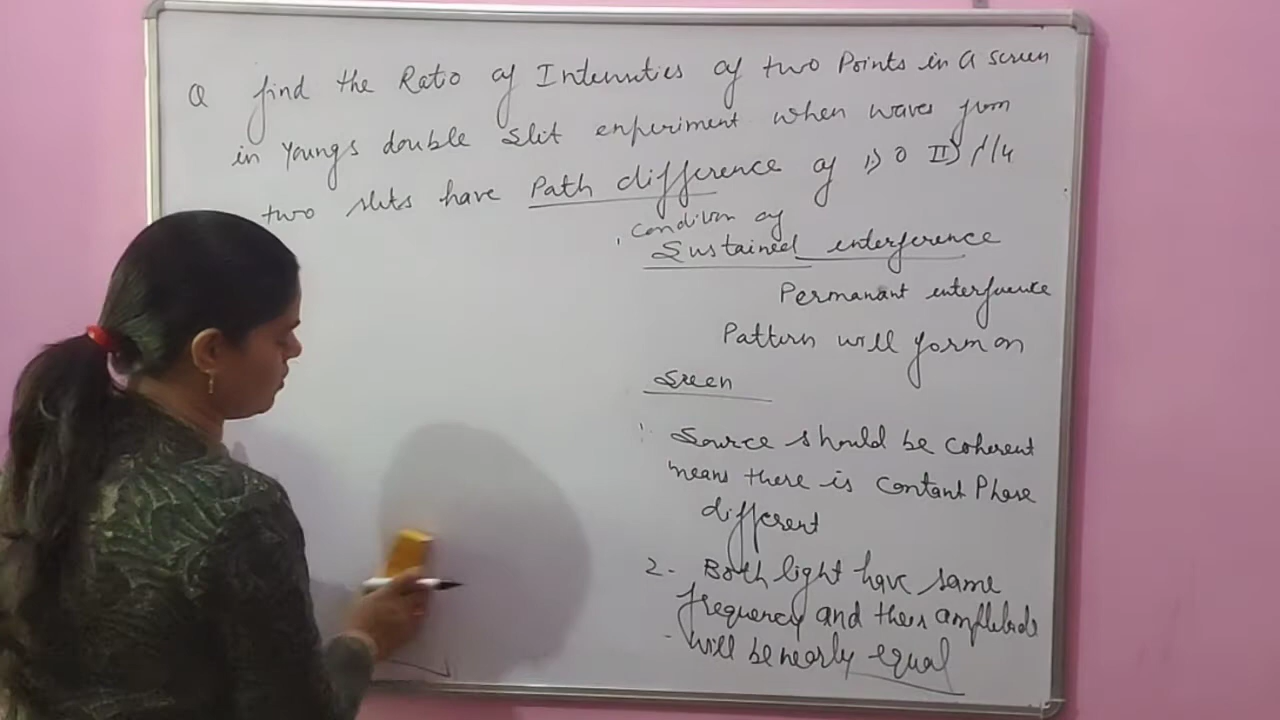 Q find the Rato of Intensities of two Points in a screen
in Youngs double slit experiment when waves from
two slits have Path difference of i) 0 II) λ/4
condition of
Sustained interference
Permanant interference
Pattern will form on
Sreen
Source should be coherent
means there is contant Phase
different
2. Both light have same
frequency and their amplitude
will be nearly equal